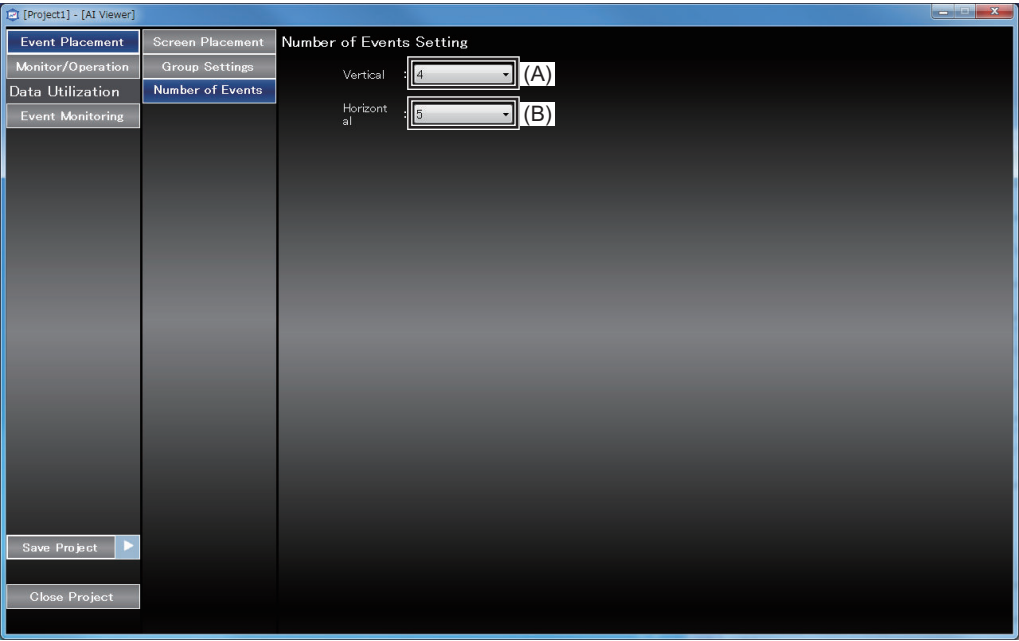 [Project1] - [AI Viewer]
Event Placement
Monitor/Operation
Data Utilization
Event Monitoring
Save Project
Close Project
Screen Placement
Group Settings
Number of Events
Number of Events Setting
Vertical : 4 (A)
Horizont
al : 5 (B)